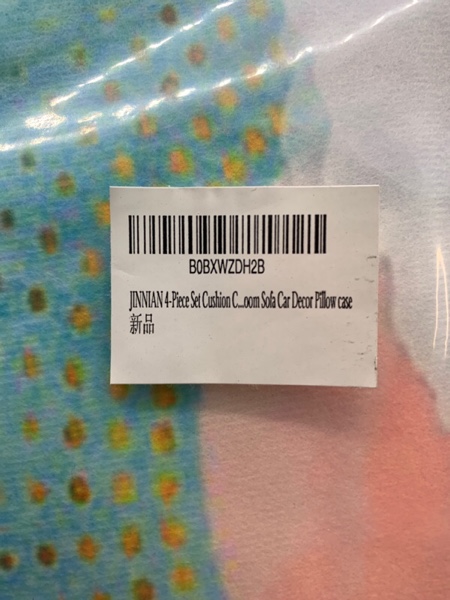 B0BXWZDH2B
JINNIAN 4-Piece Set Cushion C...oom Sofa Car Decor Pillow case
新品